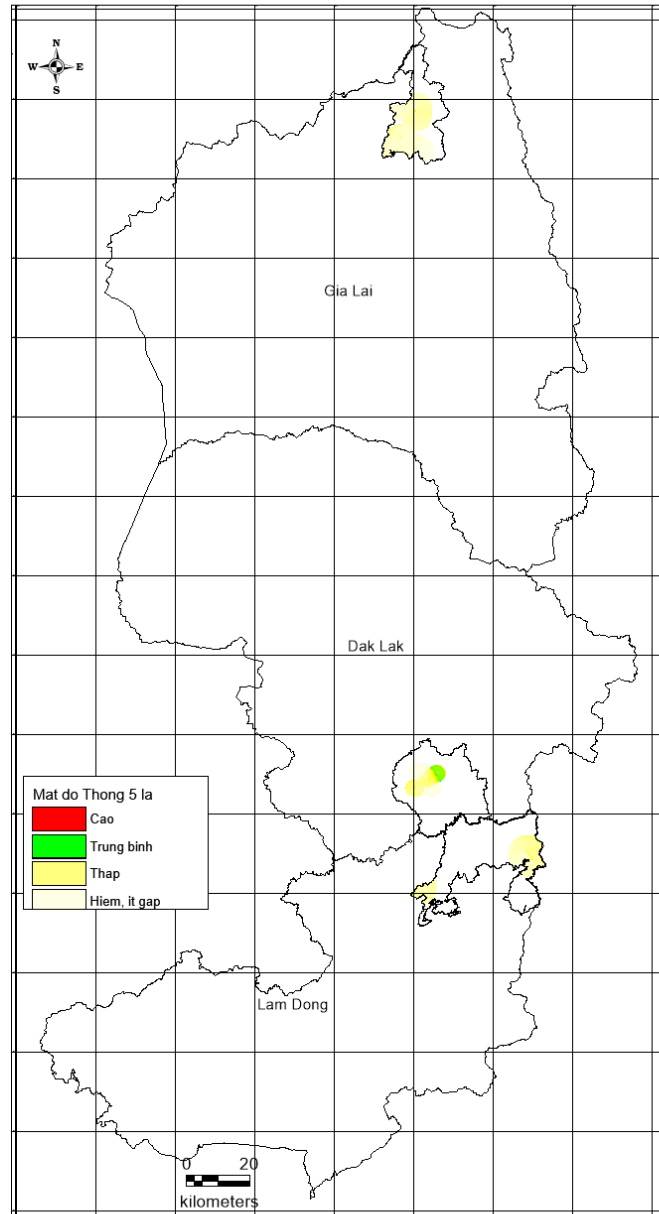 N
W E
S
Gia Lai
Dak Lak
Mat do Thong 5 la
Cao
Trung binh
Thap
Hiem, it gap
Lam Dong
0 20
kilometers